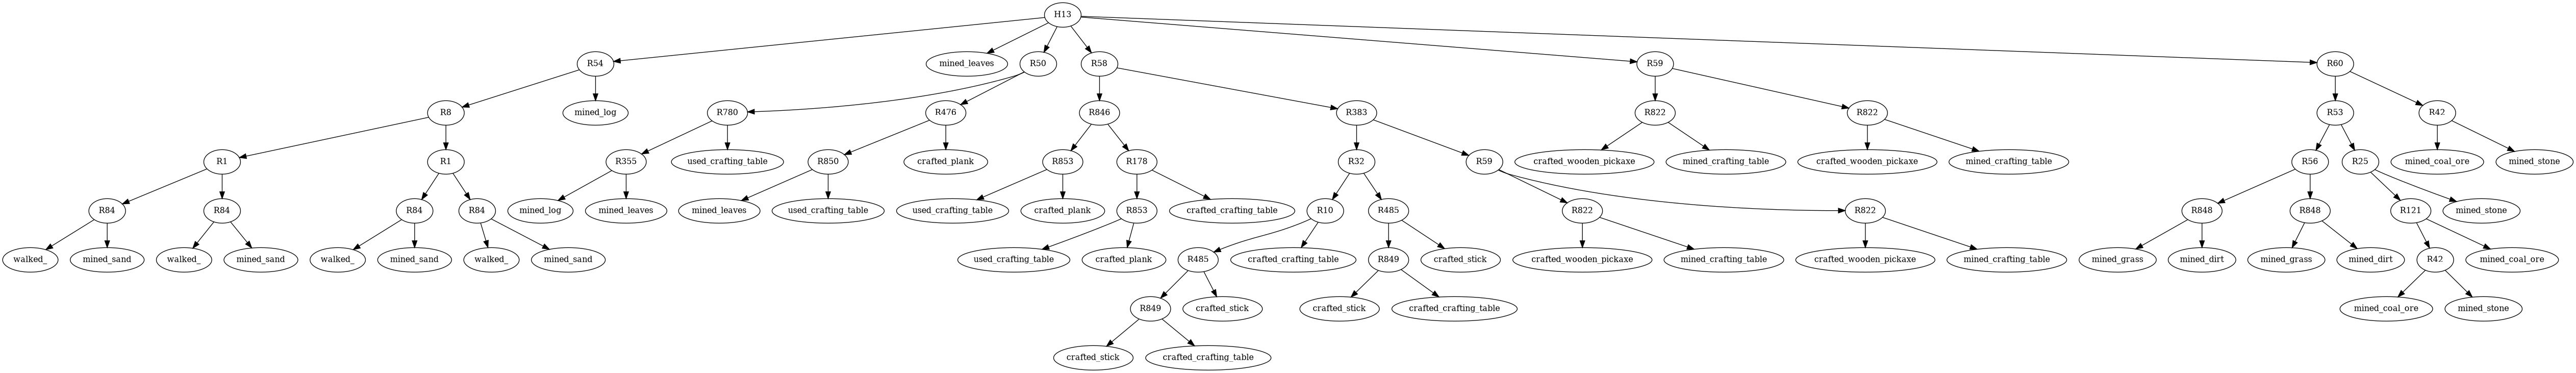 H13
R54
mined_leaves
R50
R58
R59
R60
R8
mined_log
R780
R476
R846
R383
R822
R822
R53
R42
R1
R1
R355
used_crafting_table
R850
crafted_plank
R853
R178
R32
R59
crafted_wooden_pickaxe
mined_crafting_table
crafted_wooden_pickaxe
mined_crafting_table
R56
R25
mined_coal_ore
mined_stone
R84
R84
R84
R84
mined_log
mined_leaves
mined_leaves
used_crafting_table
used_crafting_table
crafted_plank
R853
crafted_crafting_table
R10
R485
R822
R822
R848
R848
R121
mined_stone
walked_
mined_sand
walked_
mined_sand
walked_
mined_sand
walked_
mined_sand
used_crafting_table
crafted_plank
R485
crafted_crafting_table
R849
crafted_stick
crafted_wooden_pickaxe
mined_crafting_table
crafted_wooden_pickaxe
mined_crafting_table
mined_grass
mined_dirt
mined_grass
mined_dirt
R42
mined_coal_ore
R849
crafted_stick
crafted_stick
crafted_crafting_table
mined_coal_ore
mined_stone
crafted_stick
crafted_crafting_table